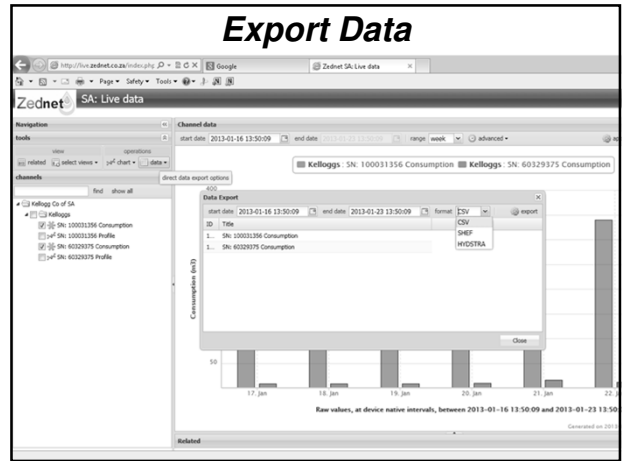 Export Data
http://live.zednet.co.za/index.php
Google
Zednet SA: Live data
Page Safety Tools
Zednet SA: Live data
Navigation
tools
view operations
related select views chart data
channels
find show all
Kellogg Co of SA
Kelloggs
SN: 100031356 Consumption
SN: 100031356 Profile
SN: 60329375 Consumption
SN: 60329375 Profile
direct data export options
Channel data
start date 2013-01-16 13:50:09 end date range week advanced
Kelloggs: SN: 100031356 Consumption Kelloggs: SN: 60329375 Consumption
400
Consumption (m3)
Data Export
start date 2013-01-16 13:50:09 end date 2013-01-23 13:50:09 format CSV export
ID Title
1... SN: 100031356 Consumption
1... SN: 60329375 Consumption
CSV
SHEF
HYDSTRA
Close
50
17. Jan 18. Jan 19. Jan 20. Jan 21. Jan 22. J
Raw values, at device native intervals, between 2013-01-16 13:50:09 and 2013-01-23 13:50
Generated on 2013
Related